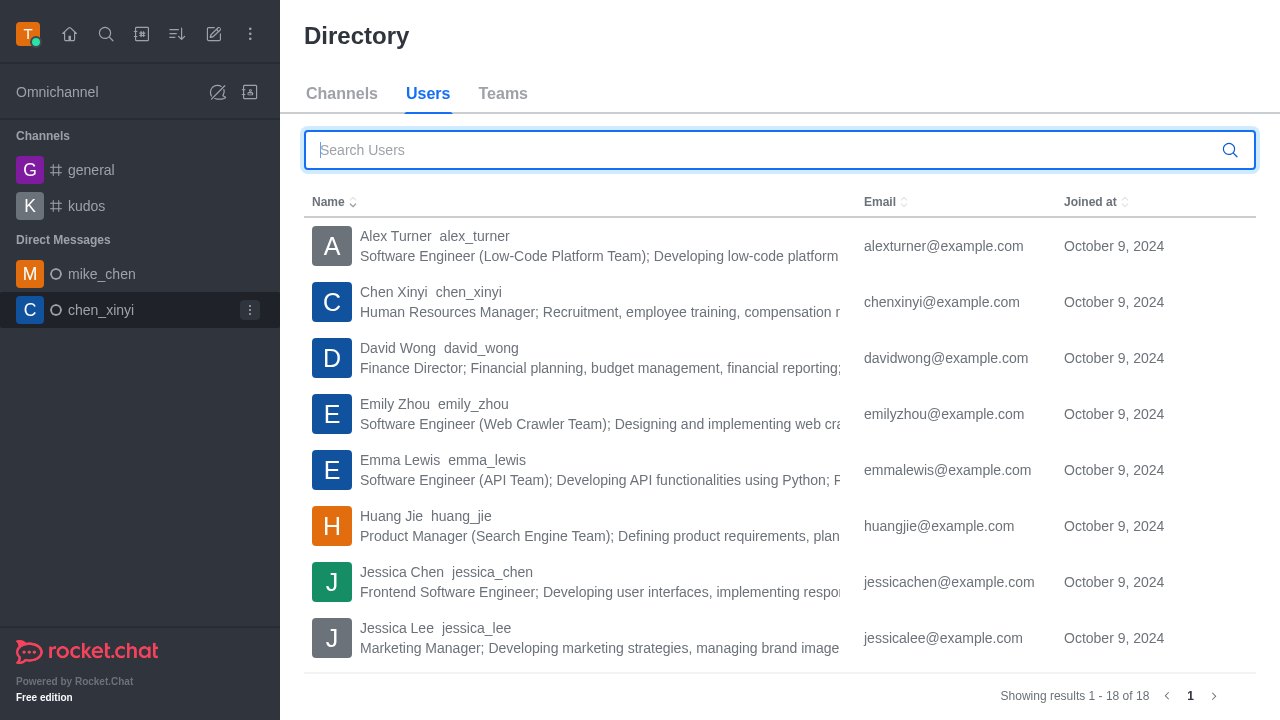 T
Directory
Channels Users Teams
Omnichannel
Channels
G general
K kudos
Direct Messages
M mike_chen
C chen_xinyi
Search Users
Name Email Joined at
A Alex Turner alex_turner alexturner@example.com October 9, 2024
Software Engineer (Low-Code Platform Team); Developing low-code platform
C Chen Xinyi chen_xinyi chenxinyi@example.com October 9, 2024
Human Resources Manager; Recruitment, employee training, compensation
D David Wong david_wong davidwong@example.com October 9, 2024
Finance Director; Financial planning, budget management, financial reporting;
E Emily Zhou emily_zhou emilyzhou@example.com October 9, 2024
Software Engineer (Web Crawler Team); Designing and implementing web cra
E Emma Lewis emma_lewis emmalewis@example.com October 9, 2024
Software Engineer (API Team); Developing API functionalities using Python;
H Huang Jie huang_jie huangjie@example.com October 9, 2024
Product Manager (Search Engine Team); Defining product requirements, plan
J Jessica Chen jessica_chen jessicachen@example.com October 9, 2024
Frontend Software Engineer; Developing user interfaces, implementing respo
J Jessica Lee jessica_lee jessicalee@example.com October 9, 2024
Marketing Manager; Developing marketing strategies, managing brand image
rocket.chat
Powered by Rocket.Chat
Free edition
Showing results 1 - 18 of 18 1